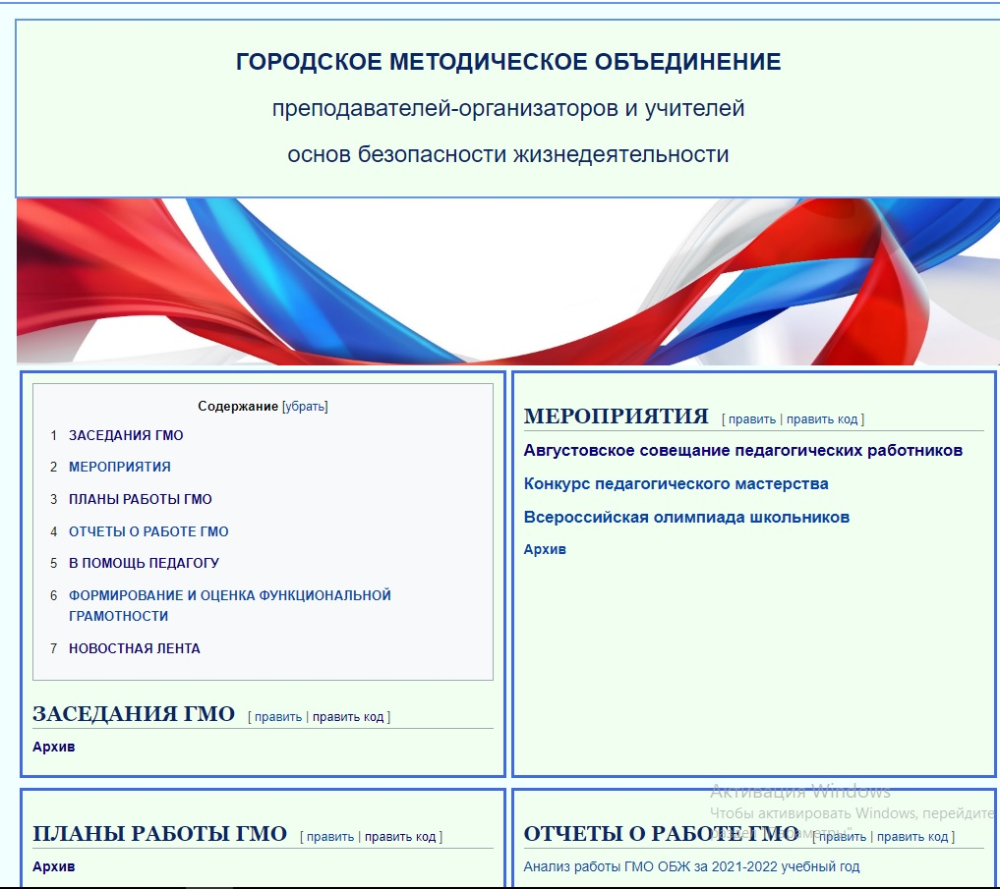 ГОРОДСКОЕ МЕТОДИЧЕСКОЕ ОБЪЕДИНЕНИЕ
преподавателей-организаторов и учителей
основ безопасности жизнедеятельности
Содержание [убрать]
1 ЗАСЕДАНИЯ ГМО
2 МЕРОПРИЯТИЯ
3 ПЛАНЫ РАБОТЫ ГМО
4 ОТЧЕТЫ О РАБОТЕ ГМО
5 В ПОМОЩЬ ПЕДАГОГУ
6 ФОРМИРОВАНИЕ И ОЦЕНКА ФУНКЦИОНАЛЬНОЙ
ГРАМОТНОСТИ
7 НОВОСТНАЯ ЛЕНТА
ЗАСЕДАНИЯ ГМО [ править | править код ]
Архив
МЕРОПРИЯТИЯ [ править | править код ]
Августовское совещание педагогических работников
Конкурс педагогического мастерства
Всероссийская олимпиада школьников
Архив
ПЛАНЫ РАБОТЫ ГМО [ править | править код ]
Архив
Активация Windows
Чтобы активировать Windows, перейдите
раздел "Параметры".
ОТЧЕТЫ О РАБОТЕ ГМО [ править | править код ]
Анализ работы ГМО ОБЖ за 2021-2022 учебный год